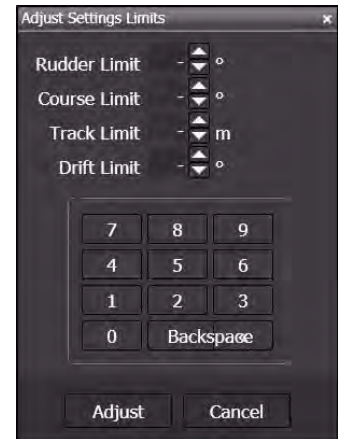 Adjust Settings Limits ×
Rudder Limit - °
Course Limit - °
Track Limit - m
Drift Limit - °
7 8 9
4 5 6
1 2 3
0 Backspace
Adjust Cancel